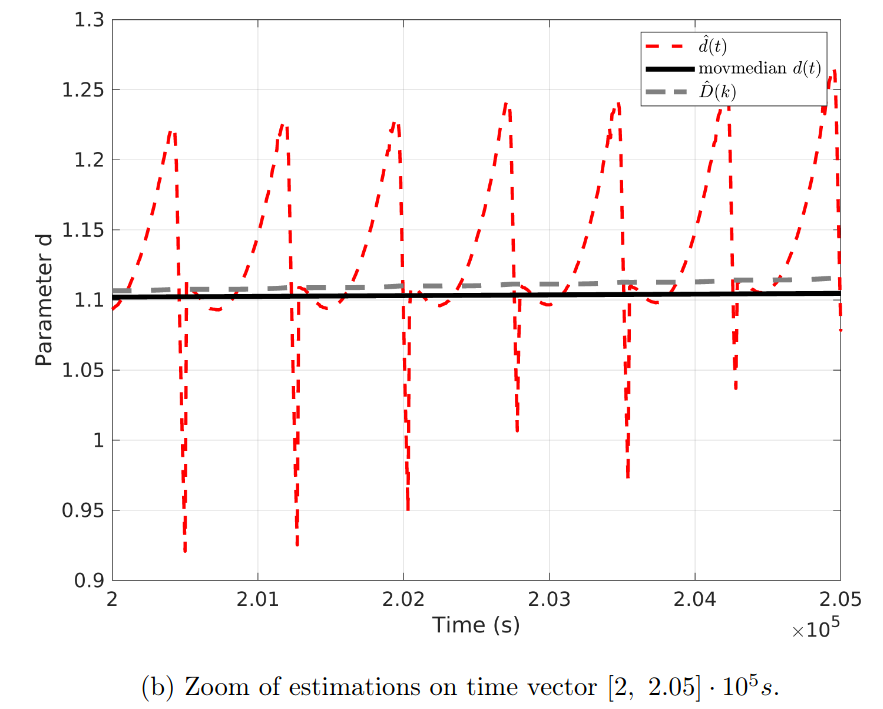 1.3
1.25
1.2
1.15
1.1
1.05
1
0.95
0.9
Parameter d
d̂(t)
movmedian d(t)
D̂(k)
2 2.01 2.02 2.03 2.04 2.05
Time (s)
×10⁵
(b) Zoom of estimations on time vector [2, 2.05] · 10⁵s.